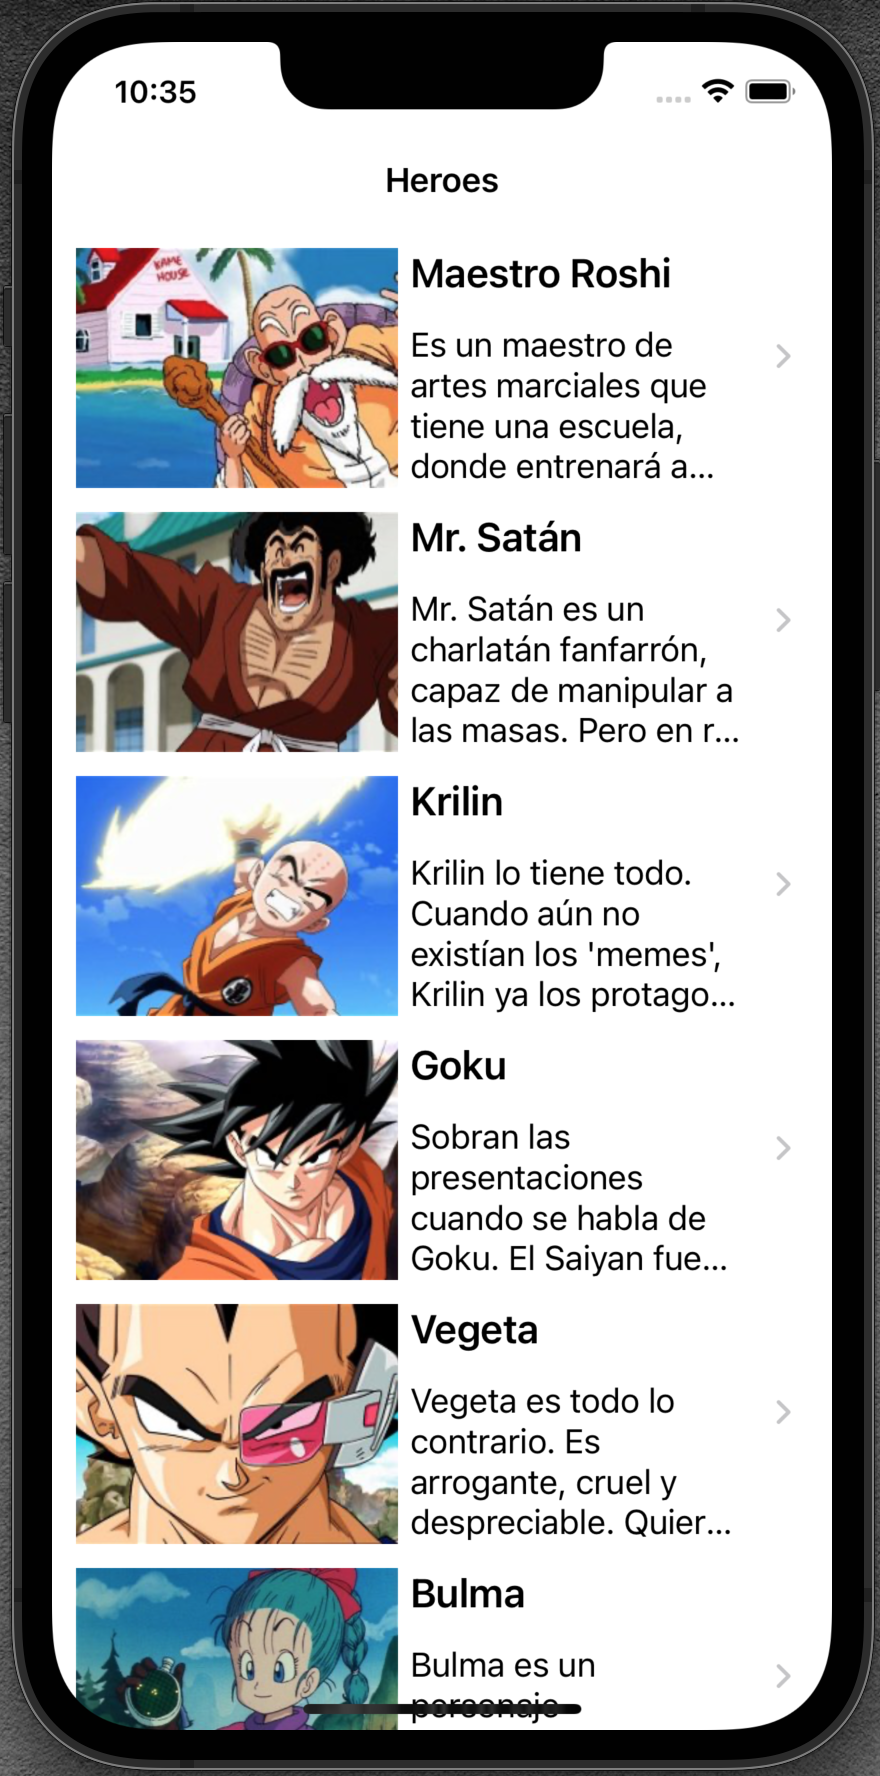 10:35
Heroes
KAME
HOUSE
Maestro Roshi
Es un maestro de
artes marciales que
tiene una escuela,
donde entrenará a...
Mr. Satán
Mr. Satán es un
charlatán fanfarrón,
capaz de manipular a
las masas. Pero en r...
Krilin
Krilin lo tiene todo.
Cuando aún no
existían los 'memes',
Krilin ya los protago...
Goku
Sobran las
presentaciones
cuando se habla de
Goku. El Saiyan fue...
Vegeta
Vegeta es todo lo
contrario. Es
arrogante, cruel y
despreciable. Quier...
Bulma
Bulma es un
personaje